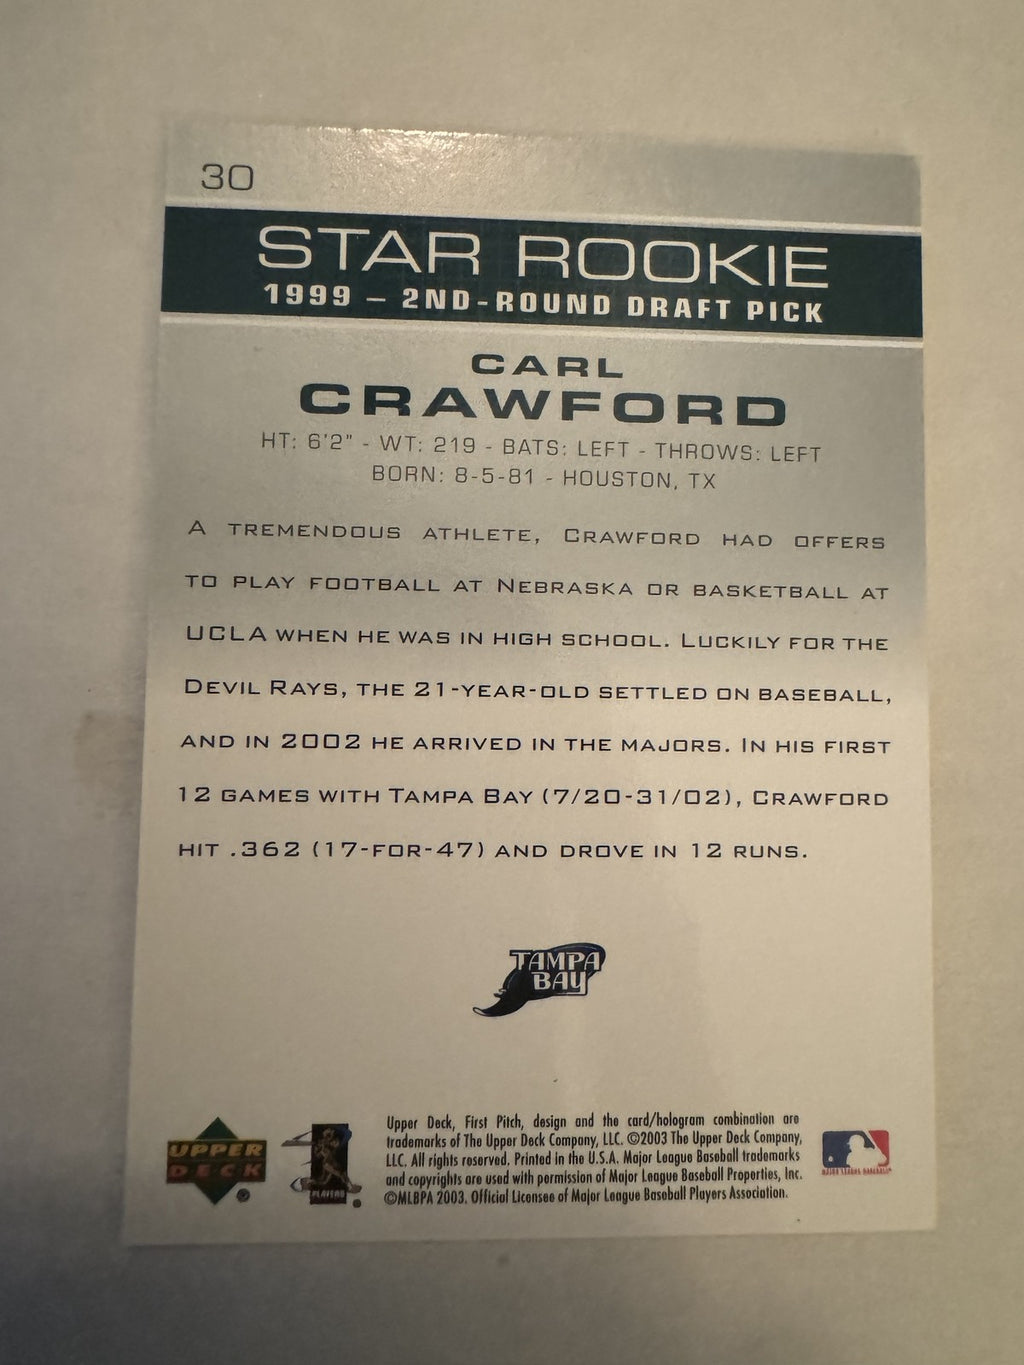 30
STAR ROOKIE
1999 – 2ND-ROUND DRAFT PICK
CARL
CRAWFORD
HT: 6'2" - WT: 219 - BATS: LEFT - THROWS: LEFT
BORN: 8-5-81 - HOUSTON, TX
A TREMENDOUS ATHLETE, CRAWFORD HAD OFFERS
TO PLAY FOOTBALL AT NEBRASKA OR BASKETBALL AT
UCLA WHEN HE WAS IN HIGH SCHOOL. LUCKILY FOR THE
DEVIL RAYS, THE 21-YEAR-OLD SETTLED ON BASEBALL,
AND IN 2002 HE ARRIVED IN THE MAJORS. IN HIS FIRST
12 GAMES WITH TAMPA BAY (7/20-31/02), CRAWFORD
HIT .362 (17-FOR-47) AND DROVE IN 12 RUNS.
TAMPA
BAY
UPPER
DECK
PLAYERS
Upper Deck, First Pitch, design and the card/hologram combination are
trademarks of The Upper Deck Company, LLC. ©2003 The Upper Deck Company,
LLC. All rights reserved. Printed in the U.S.A. Major League Baseball trademarks
and copyrights are used with permission of Major League Baseball Properties, Inc.
©MLBPA 2003. Official Licensee of Major League Baseball Players Association.
MAJOR LEAGUE BASEBALL